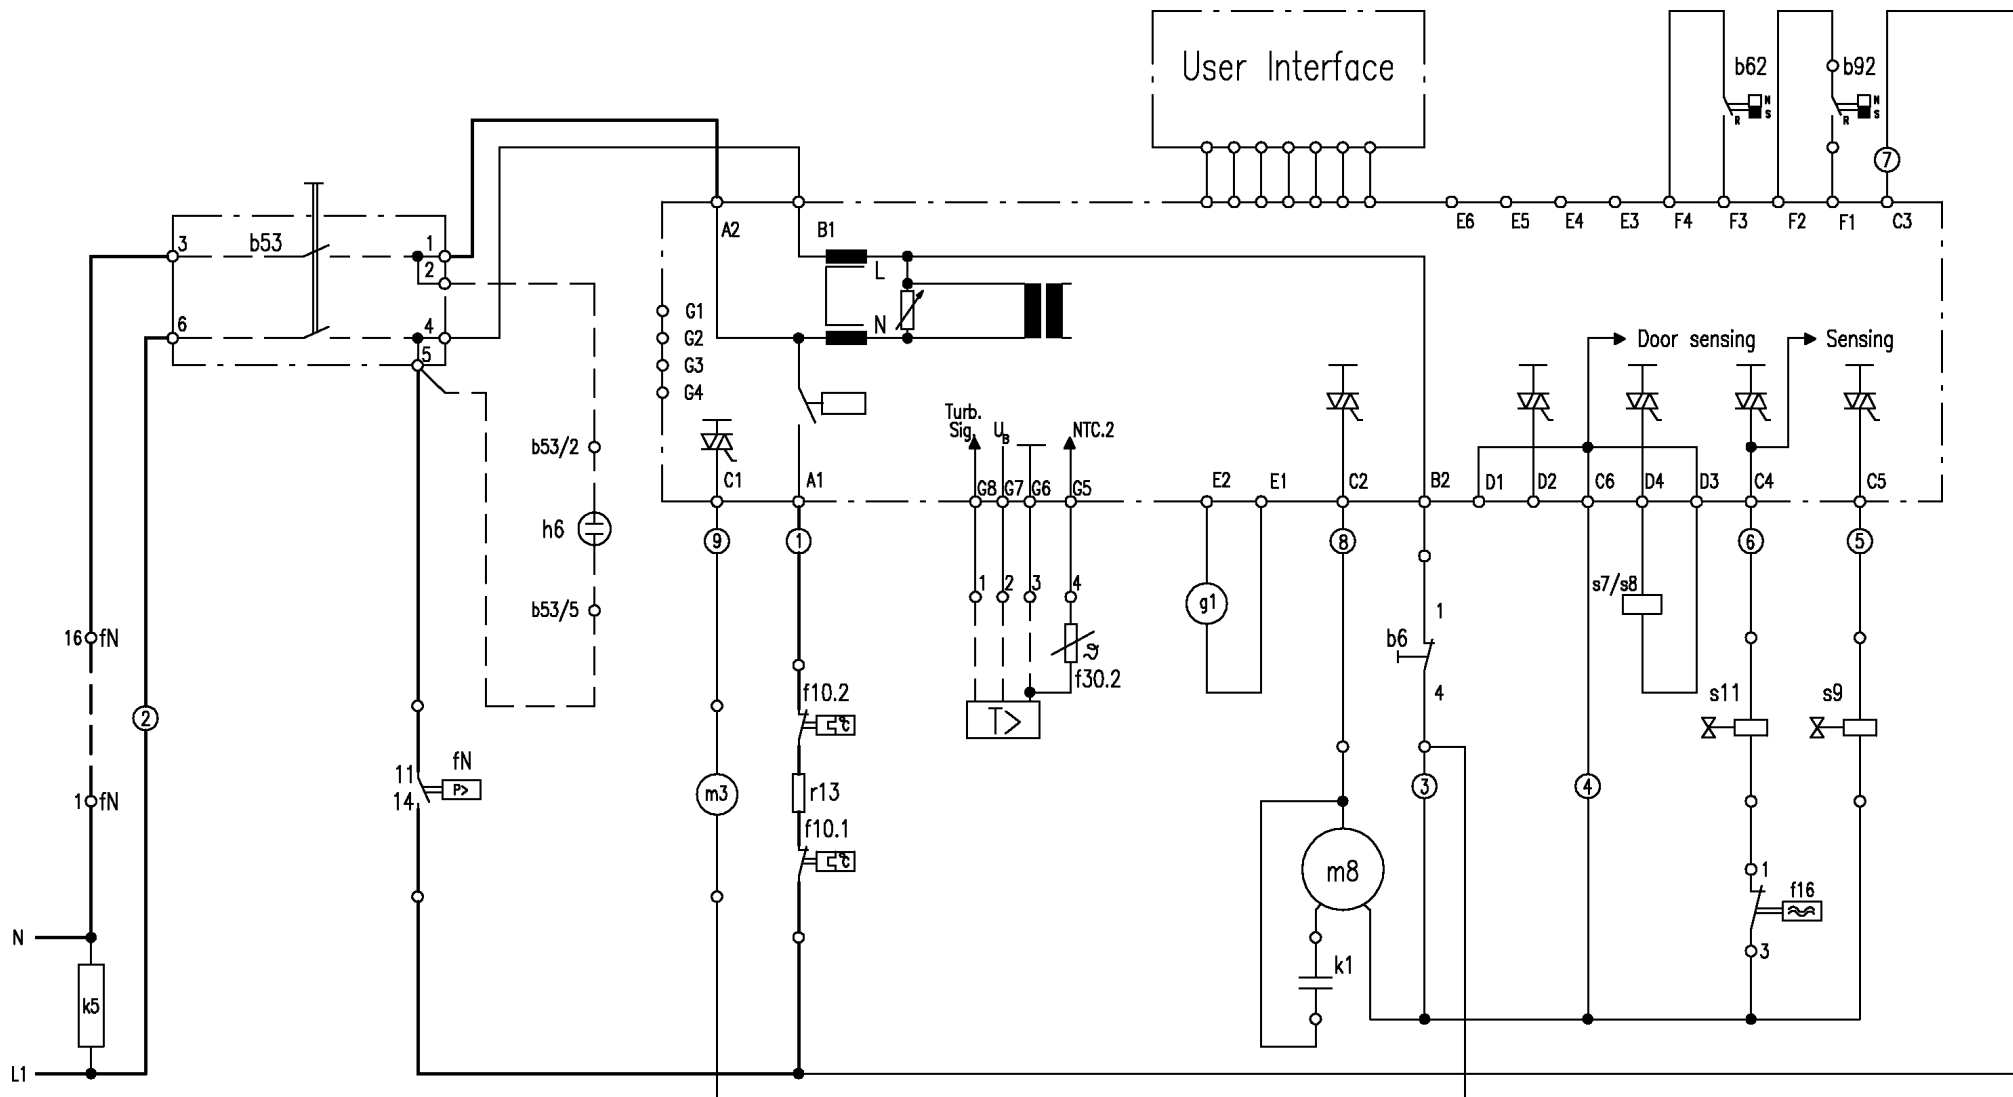 User Interface
b62
N
S
R
b92
N
S
R
7
E6
E5
E4
E3
F4
F3
F2
F1
C3
A2
B1
3
b53
1
2
6
4
5
L
N
G1
G2
G3
G4
Door sensing
Sensing
Turb.
Sig.
UB
NTC.2
b53/2
C1
A1
G8
G7
G6
G5
E2
E1
C2
B2
D1
D2
C6
D4
D3
C4
C5
h6
9
1
8
6
5
b53/5
1
2
3
4
g1
s7/s8
1
b6
4
16
fN
f30.2
T>
f10.2
°C
s11
s9
2
fN
11
14
P>
1
fN
m3
r13
f10.1
°C
3
4
m8
1
f16
3
N
k1
k5
L1